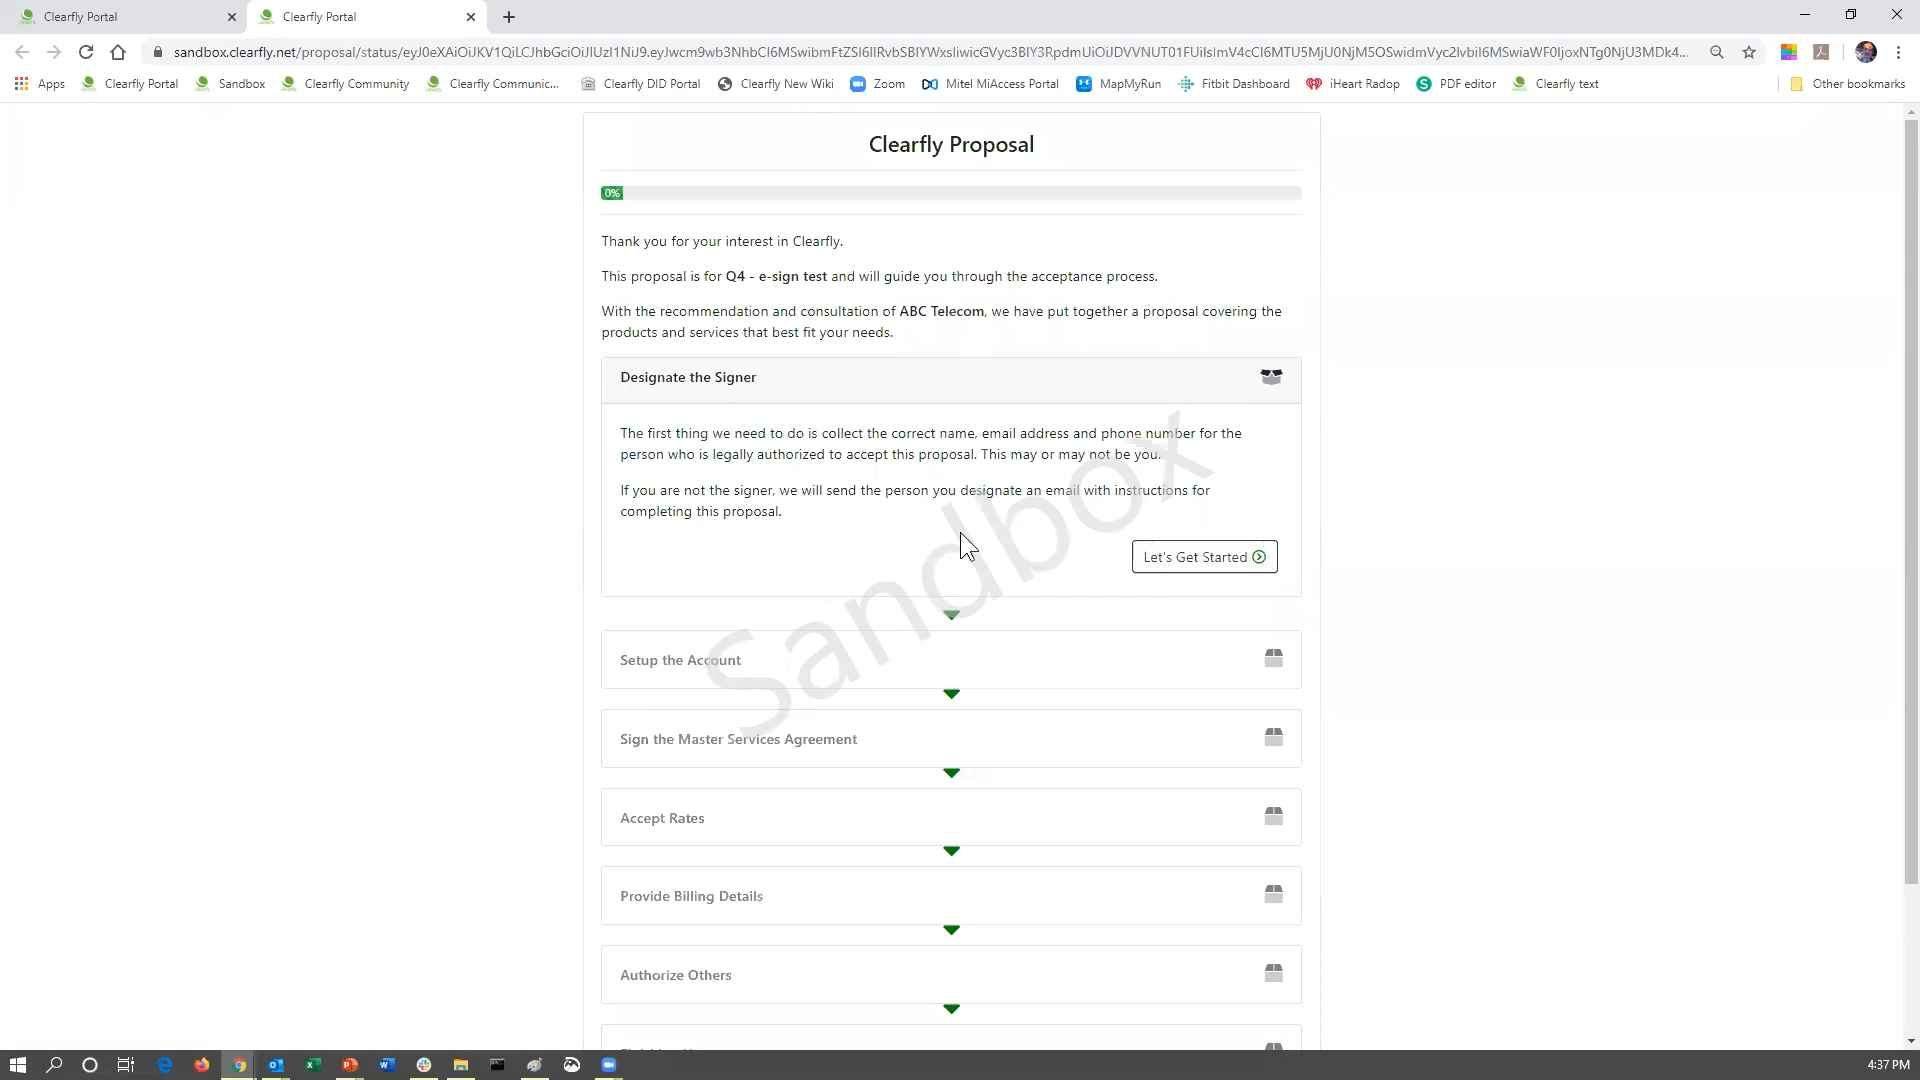 Clearfly Portal
Clearfly Portal
Apps
Clearfly Portal
Sandbox
Clearfly Community
Clearfly Communic...
Clearfly DID Portal
Clearfly New Wiki
Zoom
Mitel MiAccess Portal
MapMyRun
Fitbit Dashboard
iHeart Radop
PDF editor
Clearfly text
Other bookmarks
Clearfly Proposal
0%
Thank you for your interest in Clearfly.
This proposal is for Q4 - e-sign test and will guide you through the acceptance process.
With the recommendation and consultation of ABC Telecom, we have put together a proposal covering the
products and services that best fit your needs.
Designate the Signer
The first thing we need to do is collect the correct name, email address and phone number for the
person who is legally authorized to accept this proposal. This may or may not be you.
If you are not the signer, we will send the person you designate an email with instructions for
completing this proposal.
Let's Get Started
Sandbox
Setup the Account
Sign the Master Services Agreement
Accept Rates
Provide Billing Details
Authorize Others
4:37 PM